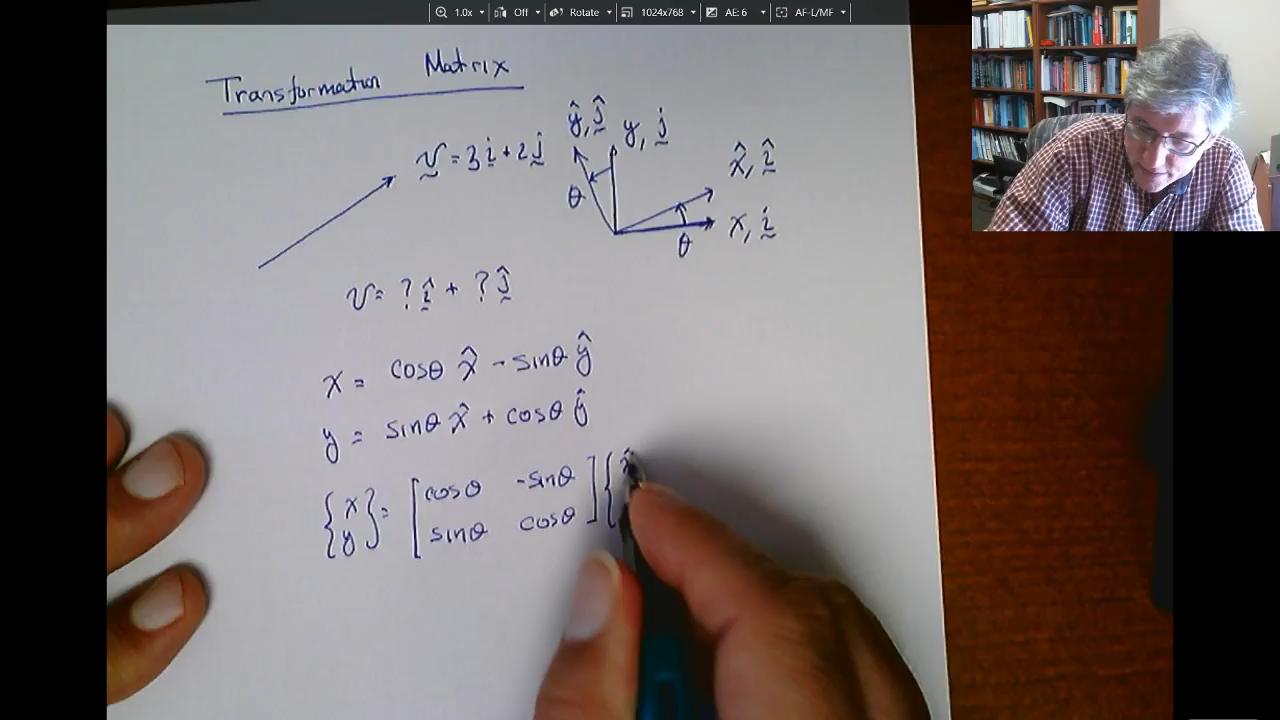 1.0x Off Rotate 1024x768 AE: 6 AF-L/MF
Transformation Matrix
v = 3i + 2j
ŷ, ĵ y, j
x̂, î
θ
x, i
θ
v = ? î + ? ĵ
x = cosθ x̂ - sinθ ŷ
y = sinθ x̂ + cosθ ŷ
{x y} = [cosθ -sinθ] {x̂
sinθ cosθ